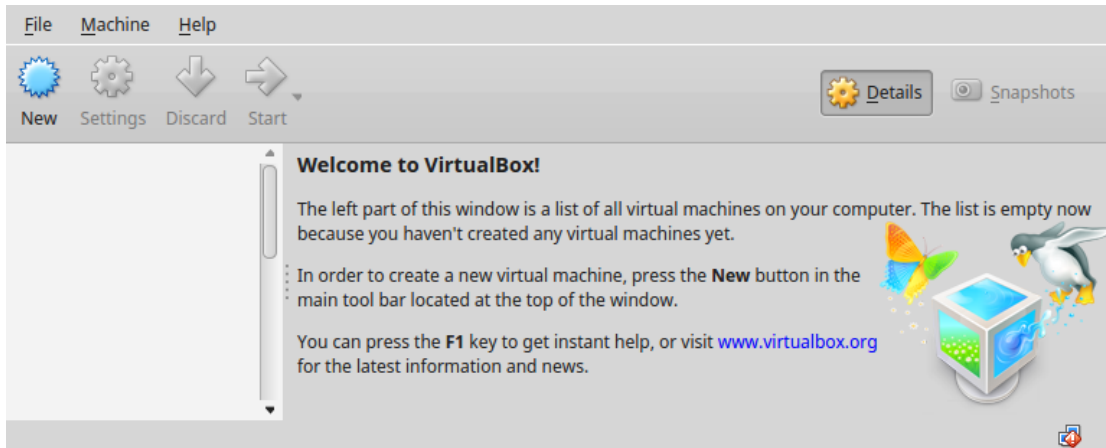 File Machine Help
New Settings Discard Start Details Snapshots
Welcome to VirtualBox!
The left part of this window is a list of all virtual machines on your computer. The list is empty now
because you haven't created any virtual machines yet.
In order to create a new virtual machine, press the New button in the
main tool bar located at the top of the window.
You can press the F1 key to get instant help, or visit www.virtualbox.org
for the latest information and news.